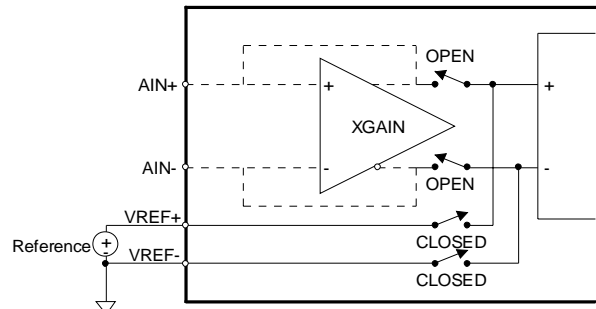 OPEN
AIN+
+
+
XGAIN
AIN-
-
-
OPEN
VREF+
Reference
+
-
CLOSED
VREF-
CLOSED